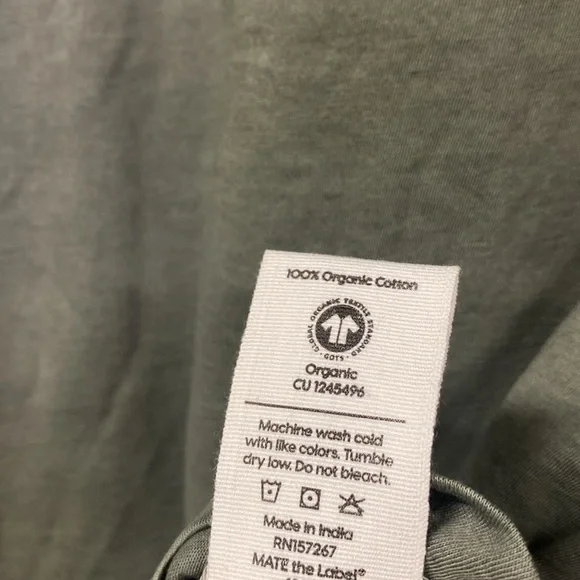 100% Organic Cotton
GLOBAL ORGANIC TEXTILE STANDARD
· GOTS ·
Organic
CU 1245496
Machine wash cold
with like colors. Tumble
dry low. Do not bleach.
Made in India
RN157267
MATE the Label®